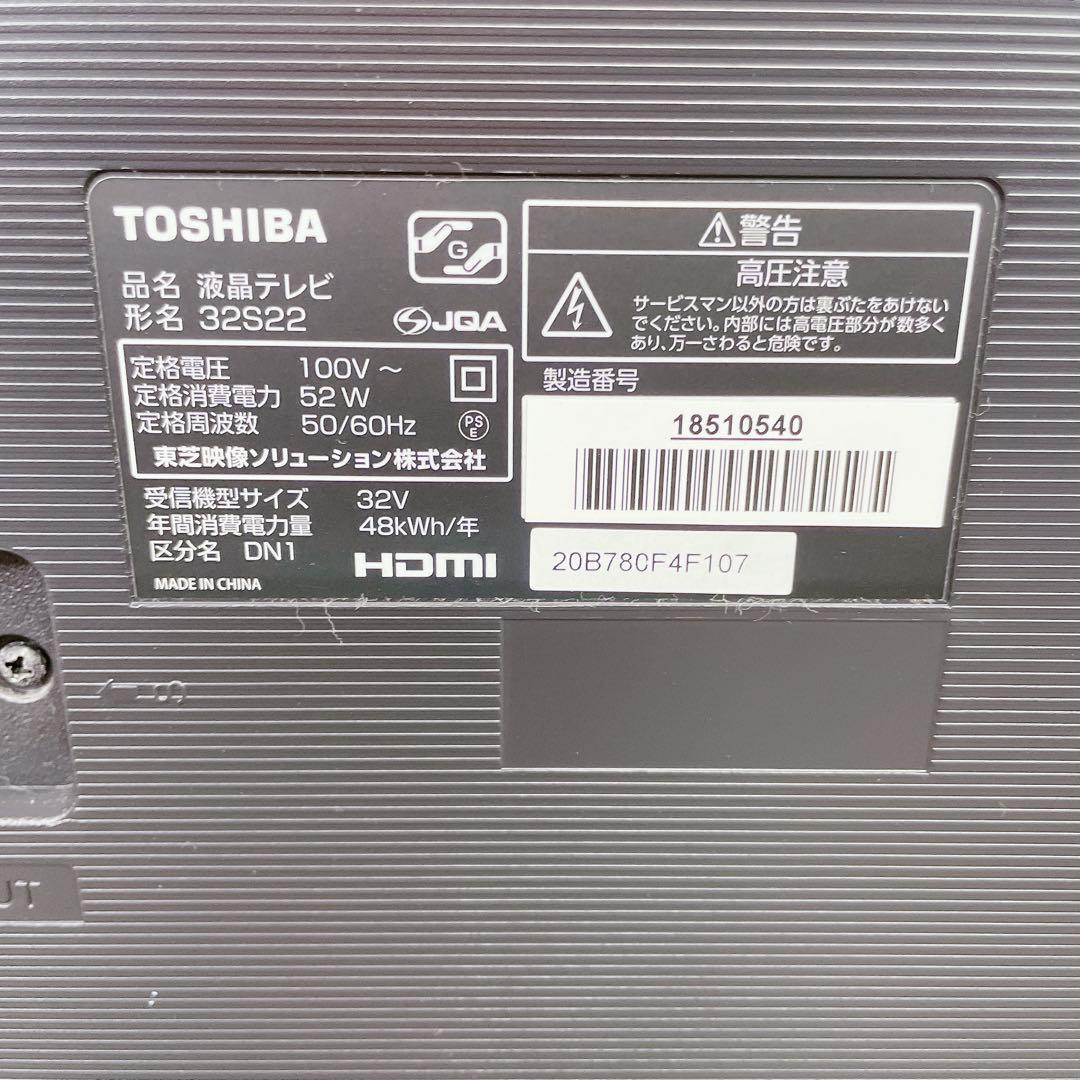 TOSHIBA
G
品名 液晶テレビ
形名 32S22
JQA
定格電圧 100V ～
定格消費電力 52W
定格周波数 50/60Hz
PS
E
東芝映像ソリューション株式会社
受信機型サイズ 32V
年間消費電力量 48kWh/年
区分名 DN1
HDMI
MADE IN CHINA
警告
高圧注意
サービスマン以外の方は裏ぶたをあけない
でください。内部には高電圧部分が数多く
あり、万一さわると危険です。
製造番号
18510540
20B780F4F107
UT